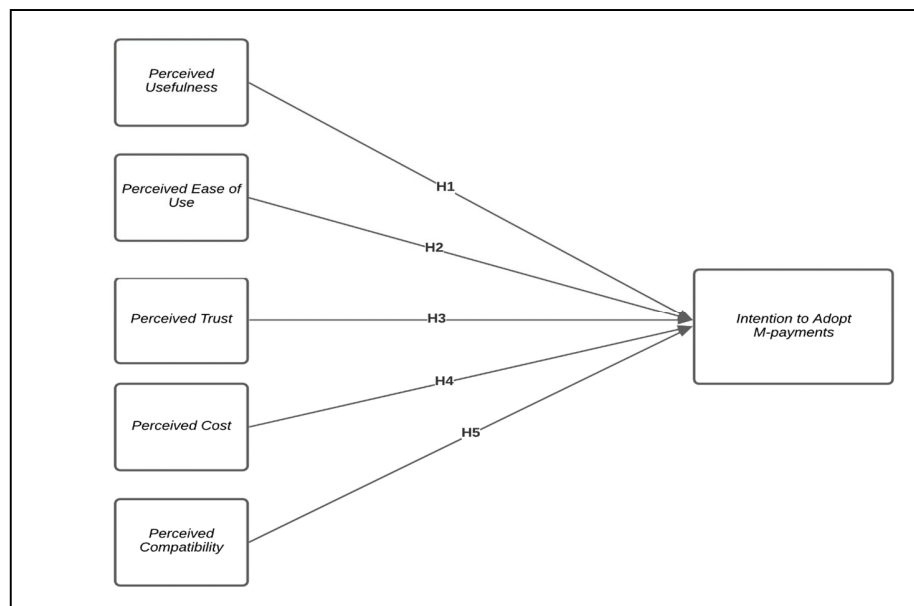 Perceived
Usefulness
H1
Perceived Ease of
Use
H2
Perceived Trust
H3
Intention to Adopt
M-payments
Perceived Cost
H4
H5
Perceived
Compatibility